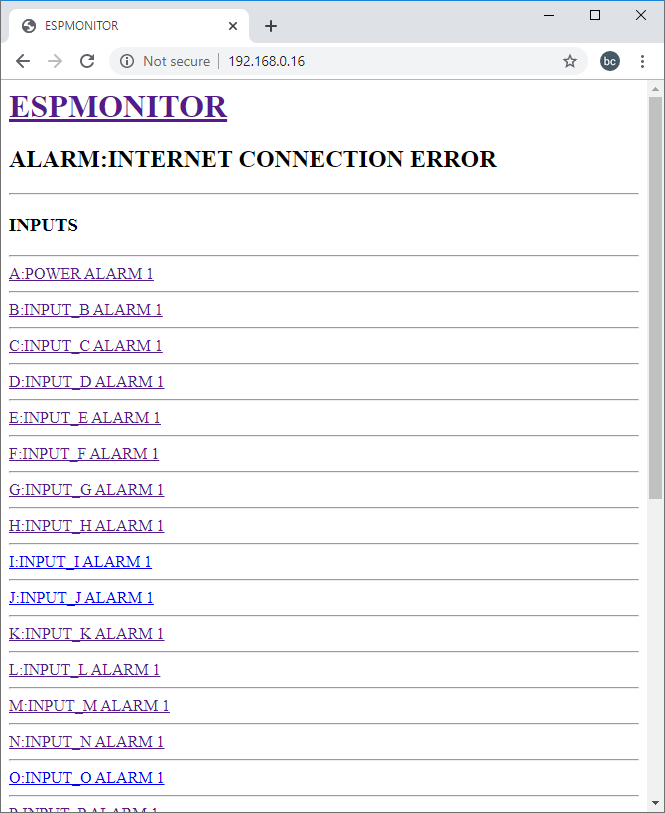 ESPMONITOR
Not secure 192.168.0.16
bc
ESPMONITOR
ALARM:INTERNET CONNECTION ERROR
INPUTS
A:POWER ALARM 1
B:INPUT_B ALARM 1
C:INPUT_C ALARM 1
D:INPUT_D ALARM 1
E:INPUT_E ALARM 1
F:INPUT_F ALARM 1
G:INPUT_G ALARM 1
H:INPUT_H ALARM 1
I:INPUT_I ALARM 1
J:INPUT_J ALARM 1
K:INPUT_K ALARM 1
L:INPUT_L ALARM 1
M:INPUT_M ALARM 1
N:INPUT_N ALARM 1
O:INPUT_O ALARM 1
P:INPUT_P ALARM 1